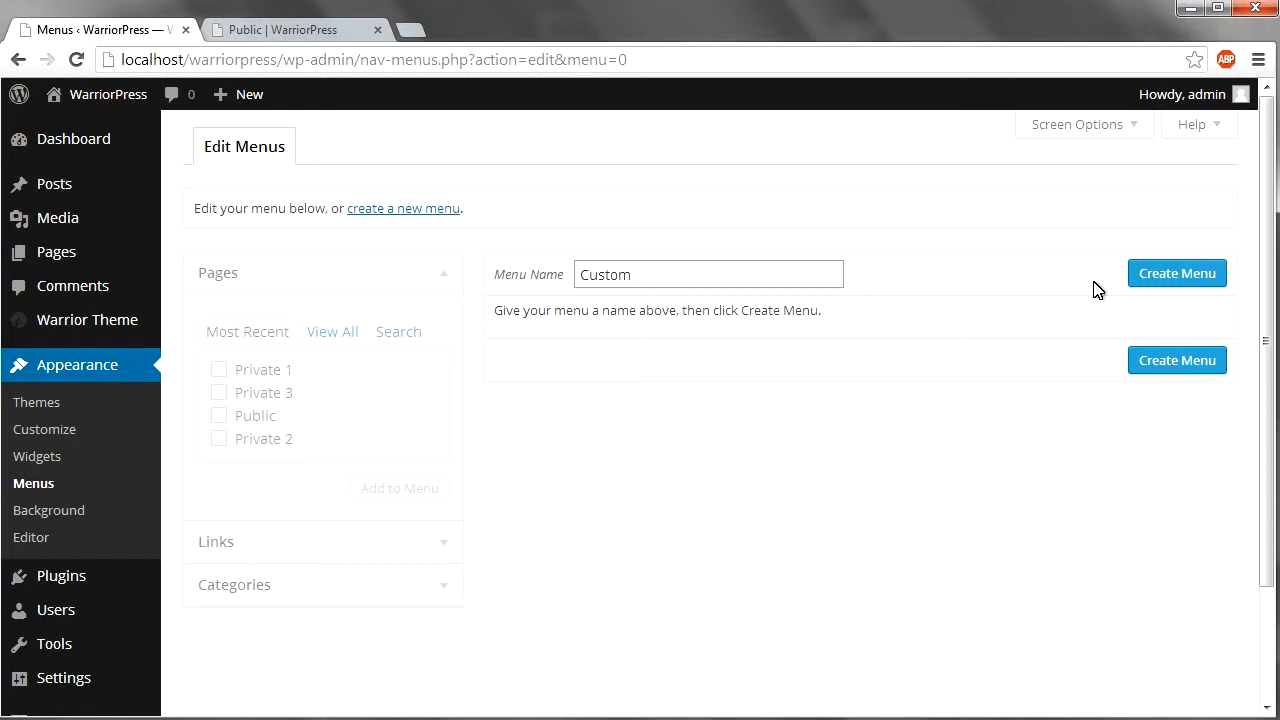 Menus ‹ WarriorPress — W
Public | WarriorPress
localhost/warriorpress/wp-admin/nav-menus.php?action=edit&menu=0
ABP
WarriorPress
0
New
Howdy, admin
Dashboard
Posts
Media
Pages
Comments
Warrior Theme
Appearance
Themes
Customize
Widgets
Menus
Background
Editor
Plugins
Users
Tools
Settings
Screen Options
Help
Edit Menus
Edit your menu below, or create a new menu.
Pages
Most Recent View All Search
Private 1
Private 3
Public
Private 2
Add to Menu
Links
Categories
Menu Name Custom Create Menu
Give your menu a name above, then click Create Menu.
Create Menu